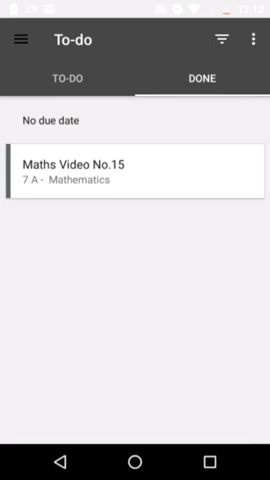 12:12
To-do
TO-DO DONE
No due date
Maths Video No.15
7 A - Mathematics